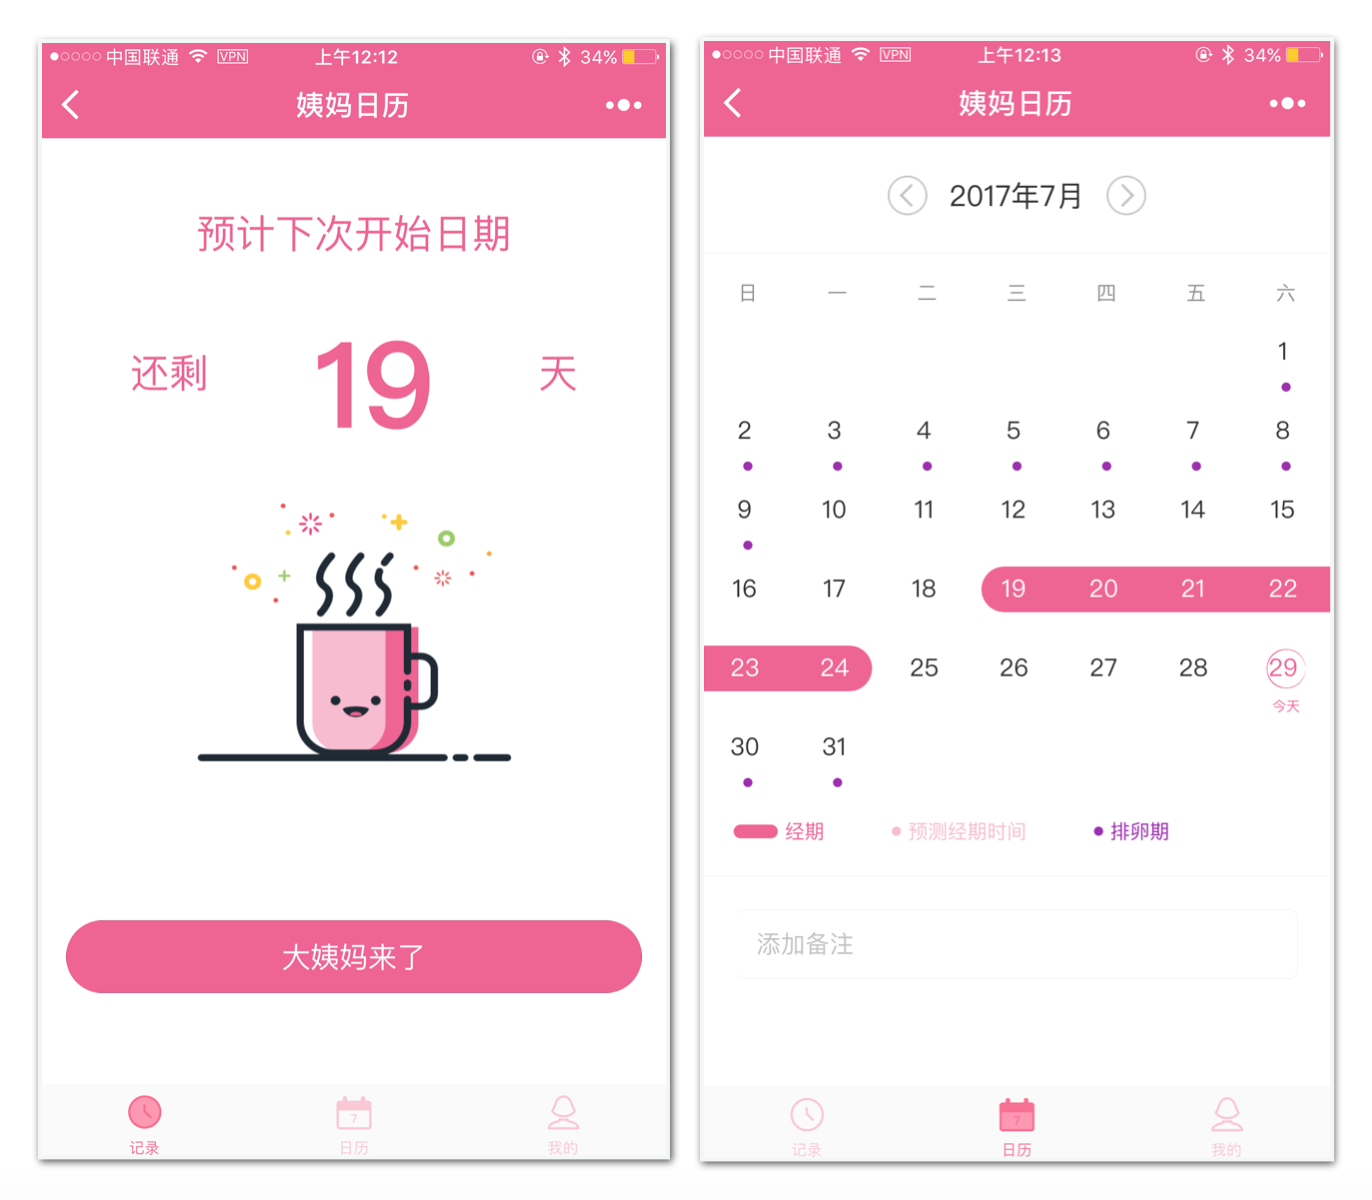 中国联通 VPN 上午12:12 34%
姨妈日历
预计下次开始日期
还剩 19 天
大姨妈来了
记录 7 日历 我的
中国联通 VPN 上午12:13 34%
姨妈日历
2017年7月
日 一 二 三 四 五 六
1
2 3 4 5 6 7 8
9 10 11 12 13 14 15
16 17 18 19 20 21 22
23 24 25 26 27 28 29
今天
30 31
经期 预测经期时间 排卵期
添加备注
记录 7 日历 我的